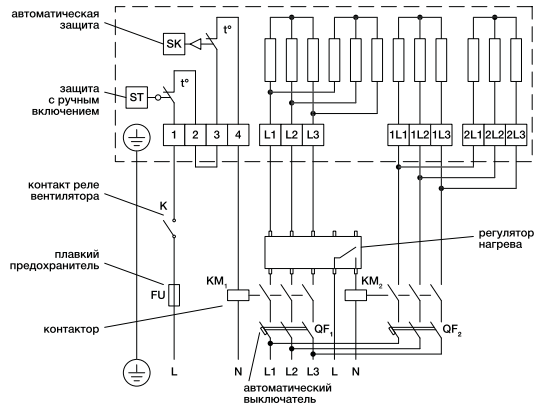 автоматическая
защита
SK
t°
защита
с ручным
включением
ST
t°
1
2
3
4
L1
L2
L3
1L1
1L2
1L3
2L1
2L2
2L3
контакт реле
вентилятора
K
регулятор
нагрева
плавкий
предохранитель
FU
KM1
KM2
контактор
QF1
QF2
L
N
L1
L2
L3
L
N
автоматический
выключатель